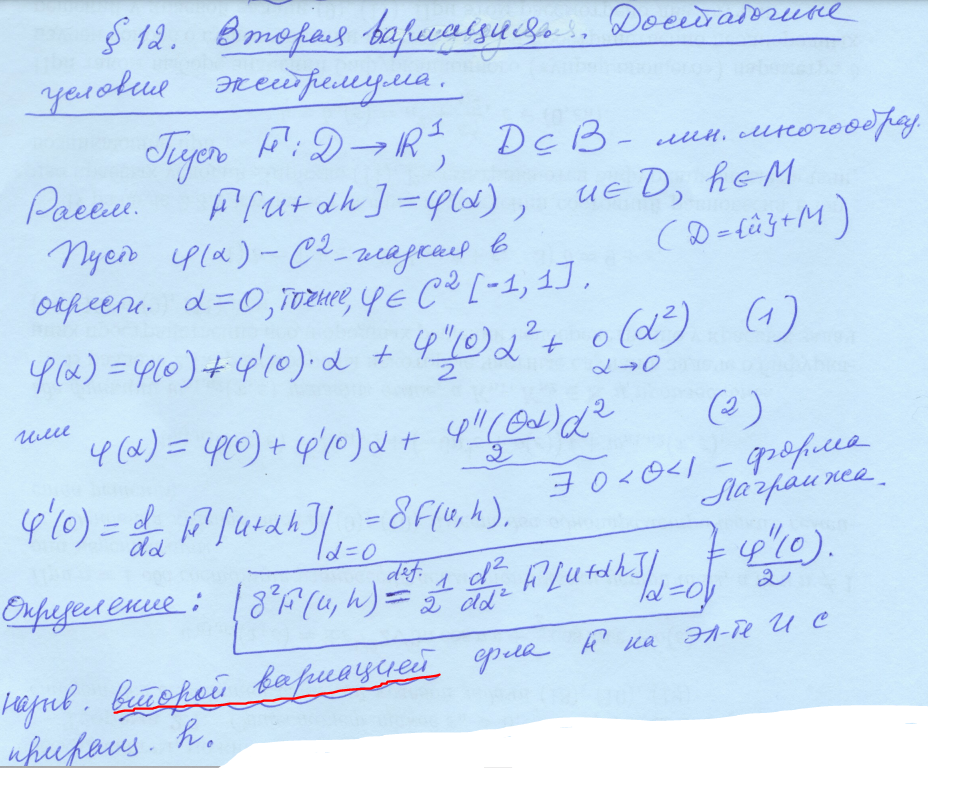 § 12. Вторая вариация. Достаточные
условия экстремума.
Пусть F: D → R¹, D ⊆ B – лин. многообраз.
Рассм. F[u+αh] = φ(α), u∈D, h∈M
(D={û}+M)
Пусть φ(α) – C²-гладкая в
окрестн. α=0, точнее, φ∈C²[-1,1].
φ(α) = φ(0) + φ'(0)·α + φ''(0)/2 α² + o(α²) α→0 (1)
или φ(α) = φ(0) + φ'(0)α + φ''(θα)/2 α² (2)
∃ 0<θ<1 – форма
Лагранжа.
φ'(0) = d/dα F[u+αh]|α=0 = δF(u,h).
Определение: δ²F(u,h) def.= 1/2 d²/dα² F[u+αh]|α=0 = φ''(0)/2.
назыв. второй вариацией ф-ла F на эл-те u с
приращ. h.